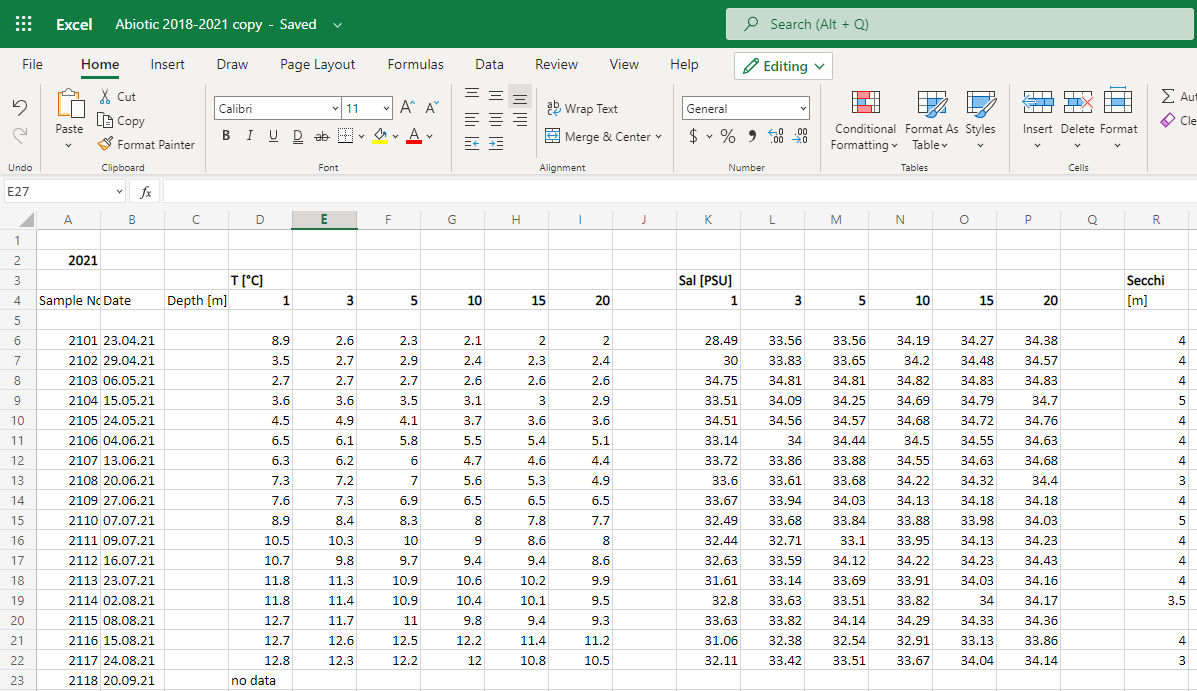 Excel Abiotic 2018-2021 copy - Saved Search (Alt + Q)
File Home Insert Draw Page Layout Formulas Data Review View Help Editing
Paste Cut Copy Format Painter
Calibri 11 A A
B I U D ab A
ab Wrap Text
Merge & Center
General
$ % 9 .00 .00
Conditional Formatting Format As Table Styles
Insert Delete Format
Σ Aut
Cle
Undo Clipboard Font Alignment Number Tables Cells
E27 fx
A B C D E F G H I J K L M N O P Q R
1
2 2021
3 T [°C] Sal [PSU] Secchi
4 Sample No Date Depth [m] 1 3 5 10 15 20 1 3 5 10 15 20 [m]
5
6 2101 23.04.21 8.9 2.6 2.3 2.1 2 2 28.49 33.56 33.56 34.19 34.27 34.38 4
7 2102 29.04.21 3.5 2.7 2.9 2.4 2.3 2.4 30 33.83 33.65 34.2 34.48 34.57 4
8 2103 06.05.21 2.7 2.7 2.7 2.6 2.6 2.6 34.75 34.81 34.81 34.82 34.83 34.83 4
9 2104 15.05.21 3.6 3.6 3.5 3.1 3 2.9 33.51 34.09 34.25 34.69 34.79 34.7 5
10 2105 24.05.21 4.5 4.9 4.1 3.7 3.6 3.6 34.51 34.56 34.57 34.68 34.72 34.76 4
11 2106 04.06.21 6.5 6.1 5.8 5.5 5.4 5.1 33.14 34 34.44 34.5 34.55 34.63 4
12 2107 13.06.21 6.3 6.2 6 4.7 4.6 4.4 33.72 33.86 33.88 34.55 34.63 34.68 4
13 2108 20.06.21 7.3 7.2 7 5.6 5.3 4.9 33.6 33.61 33.68 34.22 34.32 34.4 3
14 2109 27.06.21 7.6 7.3 6.9 6.5 6.5 6.5 33.67 33.94 34.03 34.13 34.18 34.18 4
15 2110 07.07.21 8.9 8.4 8.3 8 7.8 7.7 32.49 33.68 33.84 33.88 33.98 34.03 5
16 2111 09.07.21 10.5 10.3 10 9 8.6 8 32.44 32.71 33.1 33.95 34.13 34.23 4
17 2112 16.07.21 10.7 9.8 9.7 9.4 9.4 8.6 32.63 33.59 34.12 34.22 34.23 34.43 4
18 2113 23.07.21 11.8 11.3 10.9 10.6 10.2 9.9 31.61 33.14 33.69 33.91 34.03 34.16 4
19 2114 02.08.21 11.8 11.4 10.9 10.4 10.1 9.5 32.8 33.63 33.51 33.82 34 34.17 3.5
20 2115 08.08.21 12.7 11.7 11 9.8 9.4 9.3 33.63 33.82 34.14 34.29 34.33 34.36
21 2116 15.08.21 12.7 12.6 12.5 12.2 11.4 11.2 31.06 32.38 32.54 32.91 33.13 33.86 4
22 2117 24.08.21 12.8 12.3 12.2 12 10.8 10.5 32.11 33.42 33.51 33.67 34.04 34.14 3
23 2118 20.09.21 no data